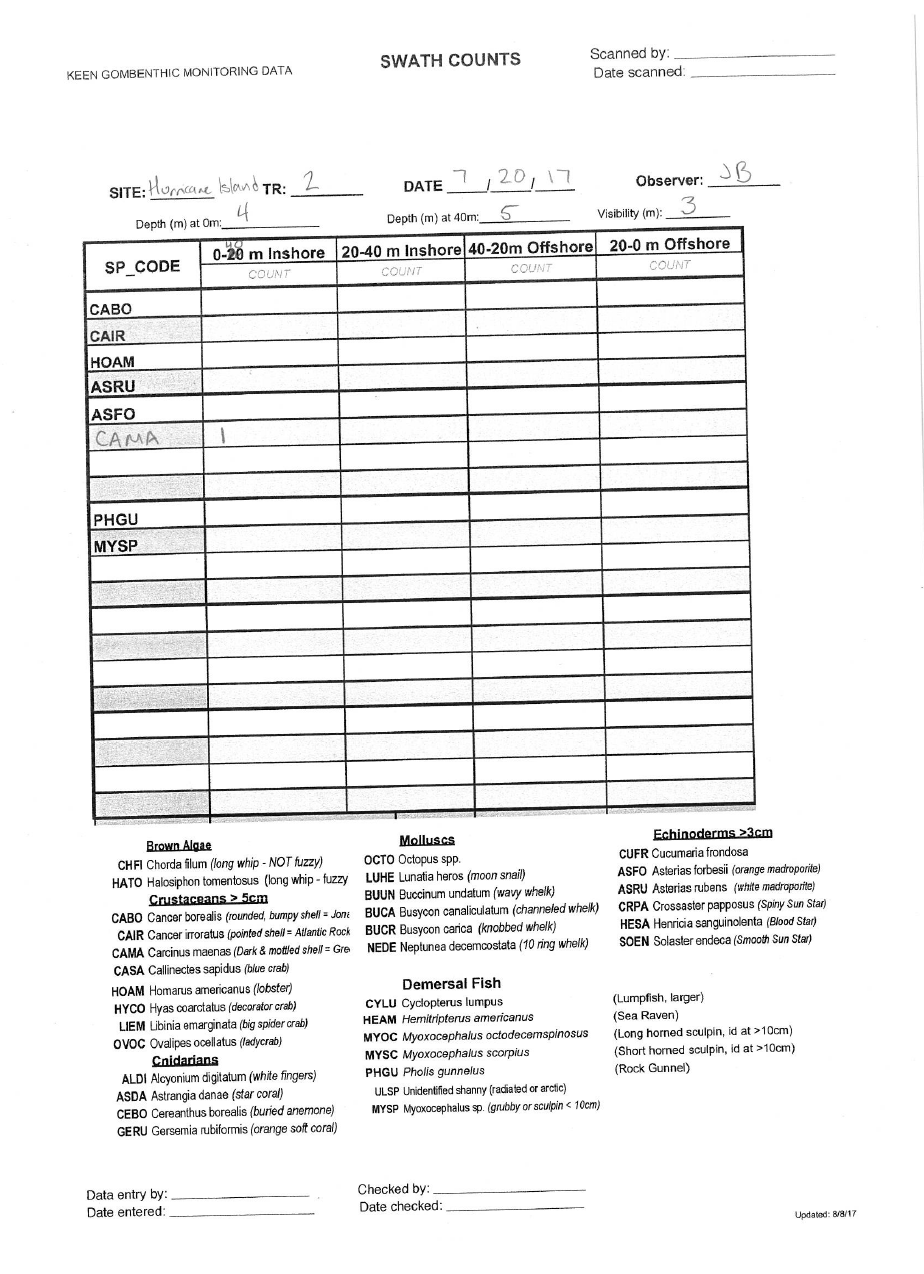 SWATH COUNTS
Scanned by:
KEEN GOMBENTHIC MONITORING DATA
Date scanned:
SITE: Hurricane Island TR: 2 DATE 7 / 20 / 17 Observer: JB
Depth (m) at 0m: 4 Depth (m) at 40m: 5 Visibility (m): 3
40
SP_CODE 0-20 m Inshore 20-40 m Inshore 40-20m Offshore 20-0 m Offshore
COUNT COUNT COUNT COUNT
CABO
CAIR
HOAM
ASRU
ASFO
CAMA 1
PHGU
MYSP
Brown Algae
CHFI Chorda filum (long whip - NOT fuzzy)
HATO Halosiphon tomentosus (long whip - fuzzy
Crustaceans > 5cm
CABO Cancer borealis (rounded, bumpy shell = Jona
CAIR Cancer irroratus (pointed shell = Atlantic Rock
CAMA Carcinus maenas (Dark & mottled shell = Gre
CASA Callinectes sapidus (blue crab)
HOAM Homarus americanus (lobster)
HYCO Hyas coarctatus (decorator crab)
LIEM Libinia emarginata (big spider crab)
OVOC Ovalipes ocellatus (ladycrab)
Cnidarians
ALDI Alcyonium digitatum (white fingers)
ASDA Astrangia danae (star coral)
CEBO Cereanthus borealis (buried anemone)
GERU Gersemia rubiformis (orange soft coral)
Molluscs
OCTO Octopus spp.
LUHE Lunatia heros (moon snail)
BUUN Buccinum undatum (wavy whelk)
BUCA Busycon canaliculatum (channeled whelk)
BUCR Busycon carica (knobbed whelk)
NEDE Neptunea decemcostata (10 ring whelk)
Echinoderms >3cm
CUFR Cucumaria frondosa
ASFO Asterias forbesii (orange madroporite)
ASRU Asterias rubens (white madroporite)
CRPA Crossaster papposus (Spiny Sun Star)
HESA Henricia sanguinolenta (Blood Star)
SOEN Solaster endeca (Smooth Sun Star)
Demersal Fish
CYLU Cyclopterus lumpus (Lumpfish, larger)
HEAM Hemitripterus americanus (Sea Raven)
MYOC Myoxocephalus octodecemspinosus (Long horned sculpin, id at >10cm)
MYSC Myoxocephalus scorpius (Short horned sculpin, id at >10cm)
PHGU Pholis gunnelus (Rock Gunnel)
ULSP Unidentified shanny (radiated or arctic)
MYSP Myoxocephalus sp. (grubby or sculpin < 10cm)
Data entry by: Checked by:
Date entered: Date checked:
Updated: 8/8/17